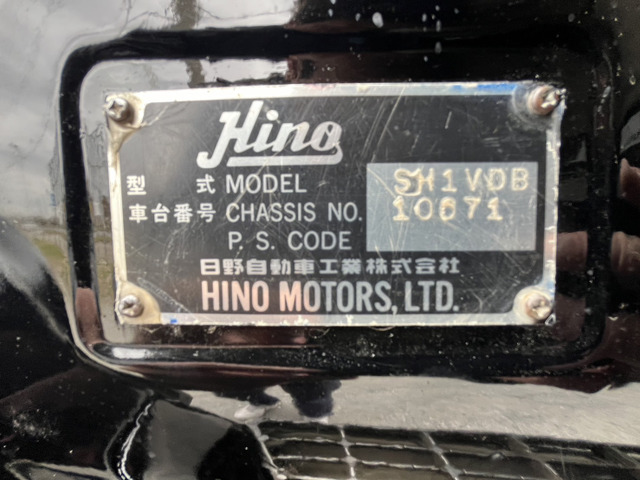 Hino
型 式 MODEL SH1VDB
車台番号 CHASSIS NO. 10671
P. S. CODE
日野自動車工業株式会社
HINO MOTORS, LTD.